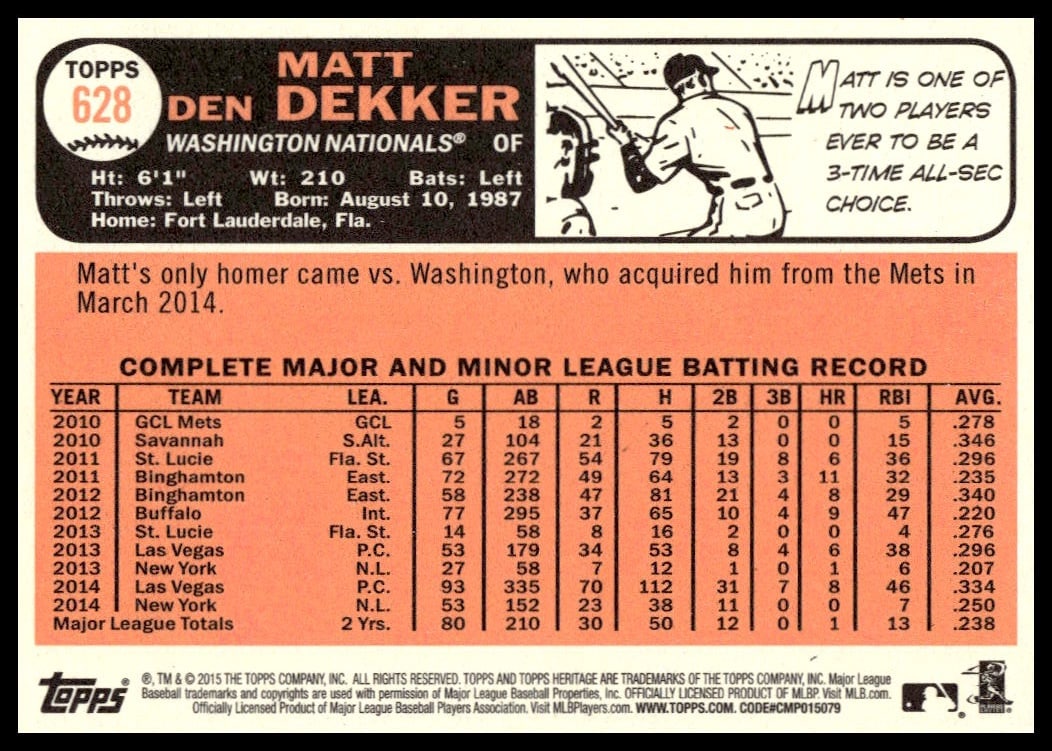 TOPPS
628
MATT
DEN DEKKER
WASHINGTON NATIONALS® OF
Ht: 6'1" Wt: 210 Bats: Left
Throws: Left Born: August 10, 1987
Home: Fort Lauderdale, Fla.
MATT IS ONE OF
TWO PLAYERS
EVER TO BE A
3-TIME ALL-SEC
CHOICE.
Matt's only homer came vs. Washington, who acquired him from the Mets in
March 2014.
COMPLETE MAJOR AND MINOR LEAGUE BATTING RECORD
YEAR TEAM LEA. G AB R H 2B 3B HR RBI AVG.
2010 GCL Mets GCL 5 18 2 5 2 0 0 5 .278
2010 Savannah S.Alt. 27 104 21 36 13 0 0 15 .346
2011 St. Lucie Fla. St. 67 267 54 79 19 8 6 36 .296
2011 Binghamton East. 72 272 49 64 13 3 11 32 .235
2012 Binghamton East. 58 238 47 81 21 4 8 29 .340
2012 Buffalo Int. 77 295 37 65 10 4 9 47 .220
2013 St. Lucie Fla. St. 14 58 8 16 2 0 0 4 .276
2013 Las Vegas P.C. 53 179 34 53 8 4 6 38 .296
2013 New York N.L. 27 58 7 12 1 0 1 6 .207
2014 Las Vegas P.C. 93 335 70 112 31 7 8 46 .334
2014 New York N.L. 53 152 23 38 11 0 0 7 .250
Major League Totals 2 Yrs. 80 210 30 50 12 0 1 13 .238
Topps®
®, TM & © 2015 THE TOPPS COMPANY, INC. ALL RIGHTS RESERVED. TOPPS AND TOPPS HERITAGE ARE TRADEMARKS OF THE TOPPS COMPANY, INC. Major League
Baseball trademarks and copyrights are used with permission of Major League Baseball Properties, Inc. OFFICIALLY LICENSED PRODUCT OF MLBP. Visit MLB.com.
Officially Licensed Product of Major League Baseball Players Association. Visit MLBPlayers.com. WWW.TOPPS.COM. CODE#CMP015079